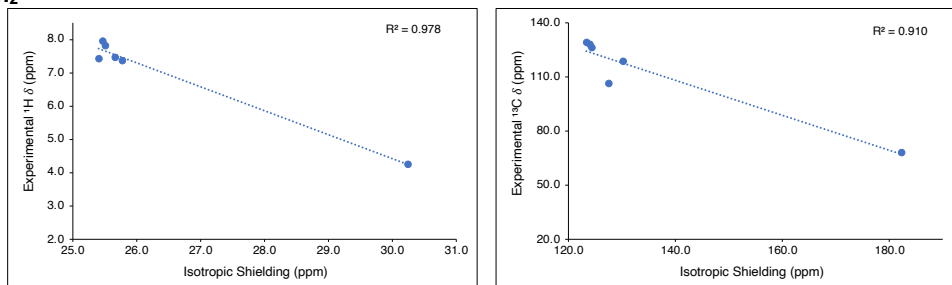 R² = 0.978
8.0
7.0
6.0
5.0
4.0
3.0
2.0
25.0 26.0 27.0 28.0 29.0 30.0 31.0
Experimental ¹H δ (ppm)
Isotropic Shielding (ppm)
R² = 0.910
140.0
110.0
80.0
50.0
20.0
120.0 140.0 160.0 180.0
Experimental ¹³C δ (ppm)
Isotropic Shielding (ppm)